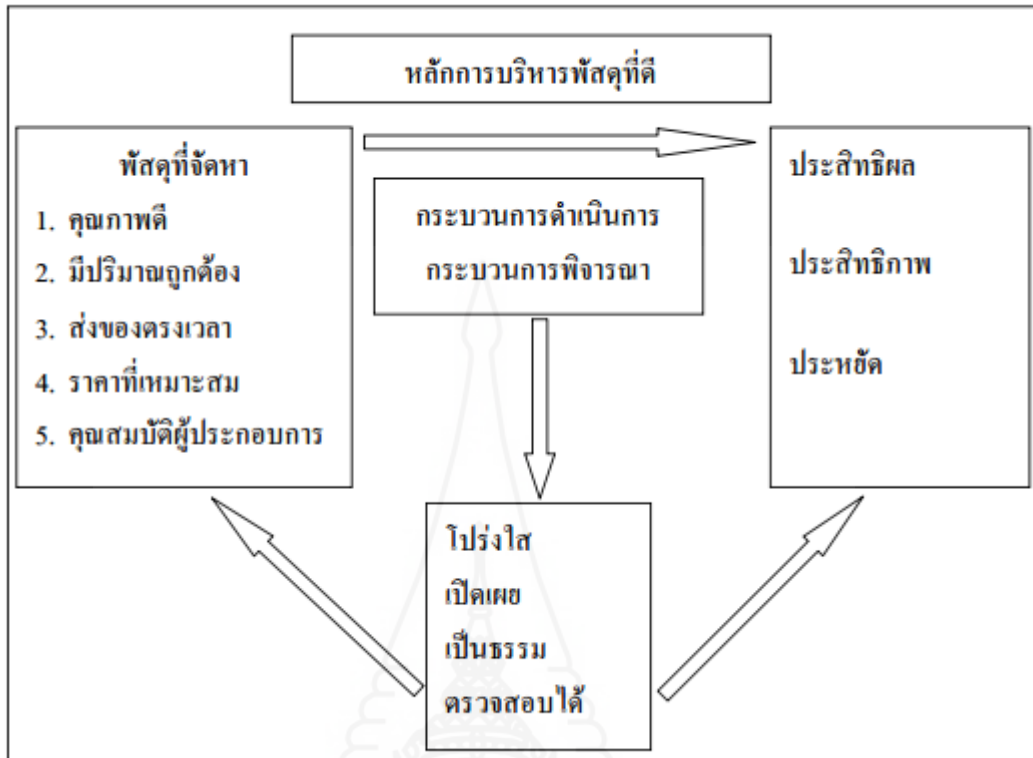 หลักการบริหารพัสดุที่ดี
พัสดุที่จัดหา
1. คุณภาพดี
2. มีปริมาณถูกต้อง
3. ส่งของตรงเวลา
4. ราคาที่เหมาะสม
5. คุณสมบัติผู้ประกอบการ
กระบวนการดำเนินการ
กระบวนการพิจารณา
ประสิทธิผล
ประสิทธิภาพ
ประหยัด
โปร่งใส
เปิดเผย
เป็นธรรม
ตรวจสอบได้